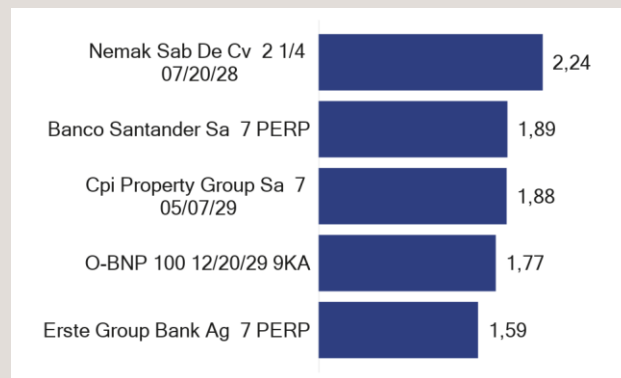 Nemak Sab De Cv  2 1/4
07/20/28
2,24
Banco Santander Sa  7 PERP
1,89
Cpi Property Group Sa  7
05/07/29
1,88
O-BNP 100 12/20/29 9KA
1,77
Erste Group Bank Ag  7 PERP
1,59